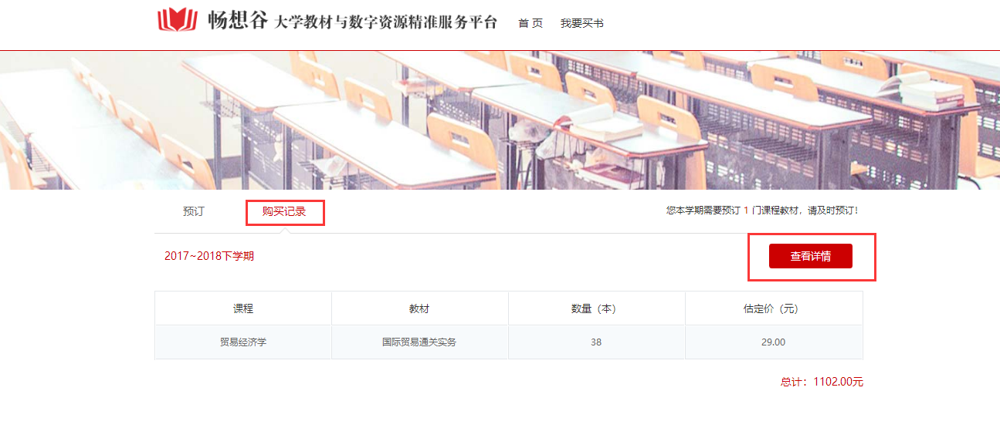 畅想谷 大学教材与数字资源精准服务平台 首 页 我要买书
预订 购买记录 您本学期需要预订 1 门课程教材，请及时预订！
2017~2018下学期 查看详情
课程 教材 数量（本） 估定价（元）
贸易经济学 国际贸易通关实务 38 29.00
总计：1102.00元